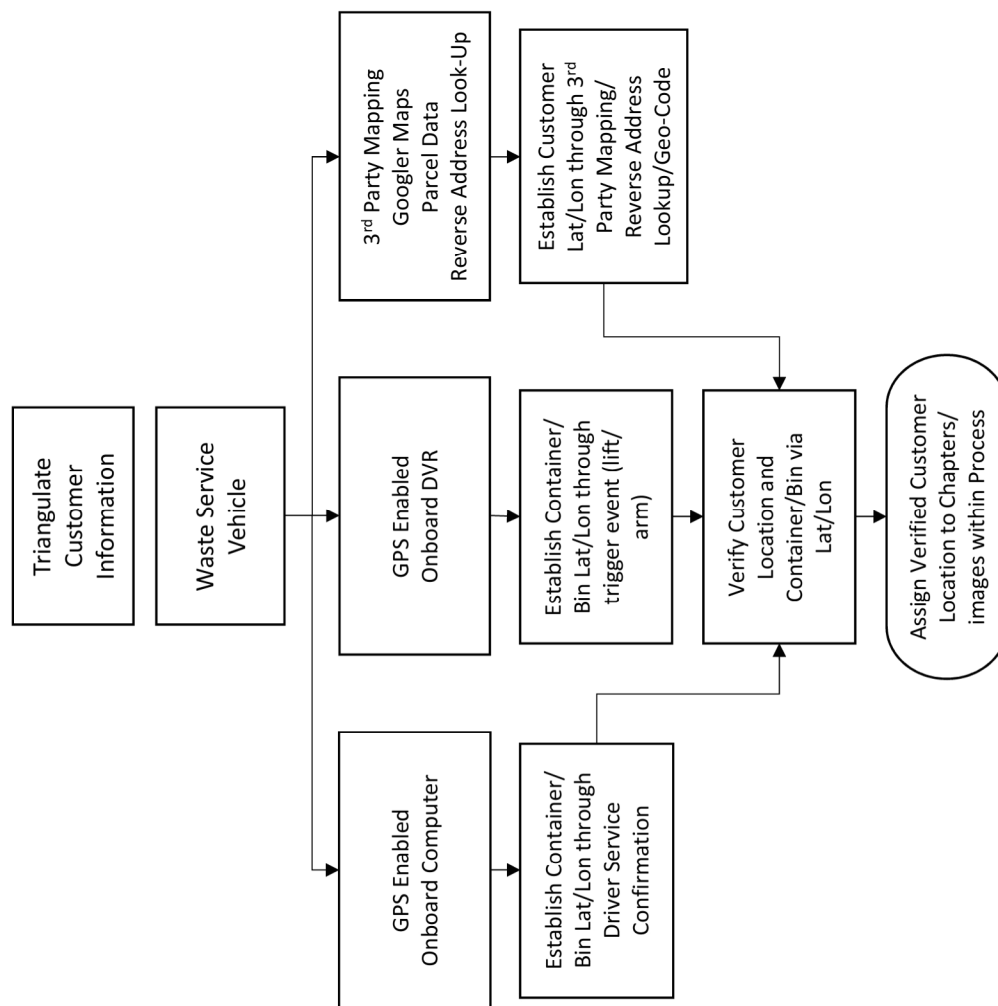 Triangulate
Customer
Information
Waste Service
Vehicle
GPS Enabled
Onboard Computer
GPS Enabled
Onboard DVR
3rd Party Mapping
Googler Maps
Parcel Data
Reverse Address Look-Up
Establish Container/
Bin Lat/Lon through
Driver Service
Confirmation
Establish Container/
Bin Lat/Lon through
trigger event (lift/
arm)
Establish Customer
Lat/Lon through 3rd
Party Mapping/
Reverse Address
Lookup/Geo-Code
Verify Customer
Location and
Container/Bin via
Lat/Lon
Assign Verified Customer
Location to Chapters/
images within Process